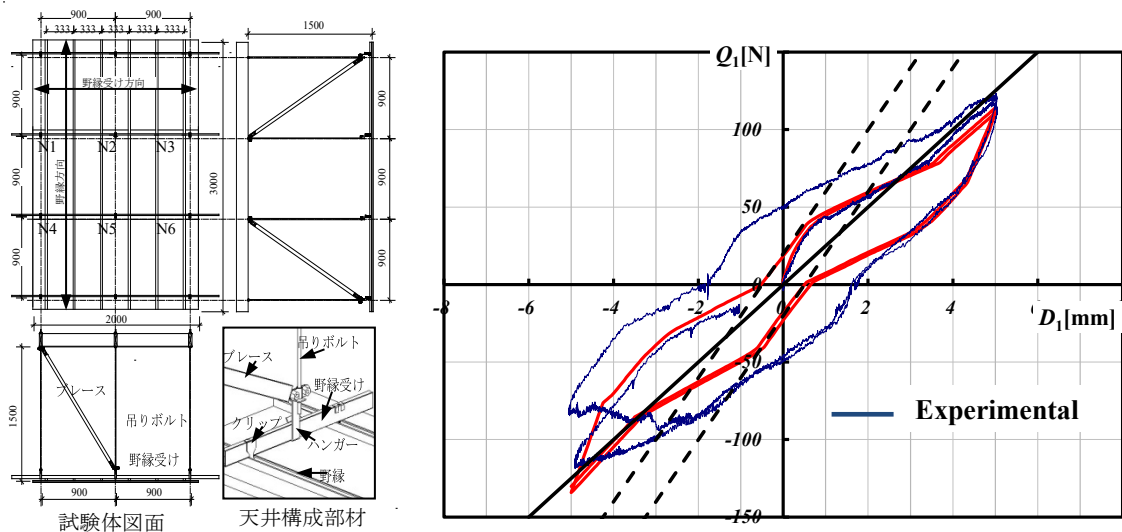 900 900
333 333 333 333
1500
野縁受け方向
900
900
N1 N2 N3
野縁方向
900
3000
900
N4 N5 N6
900
900
2000
ブレース
吊りボルト
野縁受け
1500
900 900
試験体図面
吊りボルト
ブレース
野縁受け
クリップ
ハンガー
野縁
天井構成部材
Q1[N]
100
50
0
-50
-100
-150
-8 -6 -4 -2 0 2 4
D1[mm]
Experimental